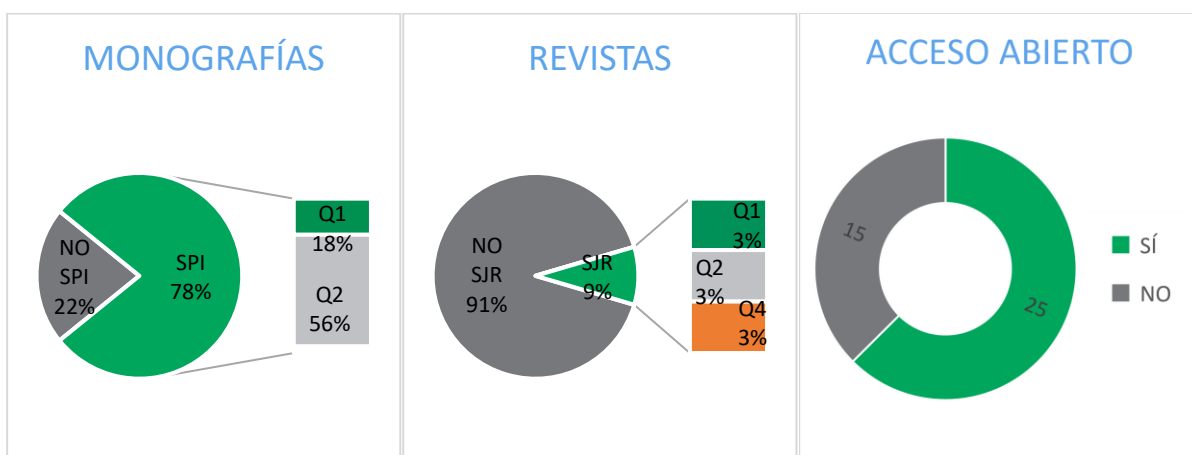 MONOGRAFÍAS
NO
SPI
22%
SPI
78%
Q1
18%
Q2
56%
REVISTAS
NO
SJR
91%
SJR
9%
Q1
3%
Q2
3%
Q4
3%
ACCESO ABIERTO
15
25
SÍ
NO